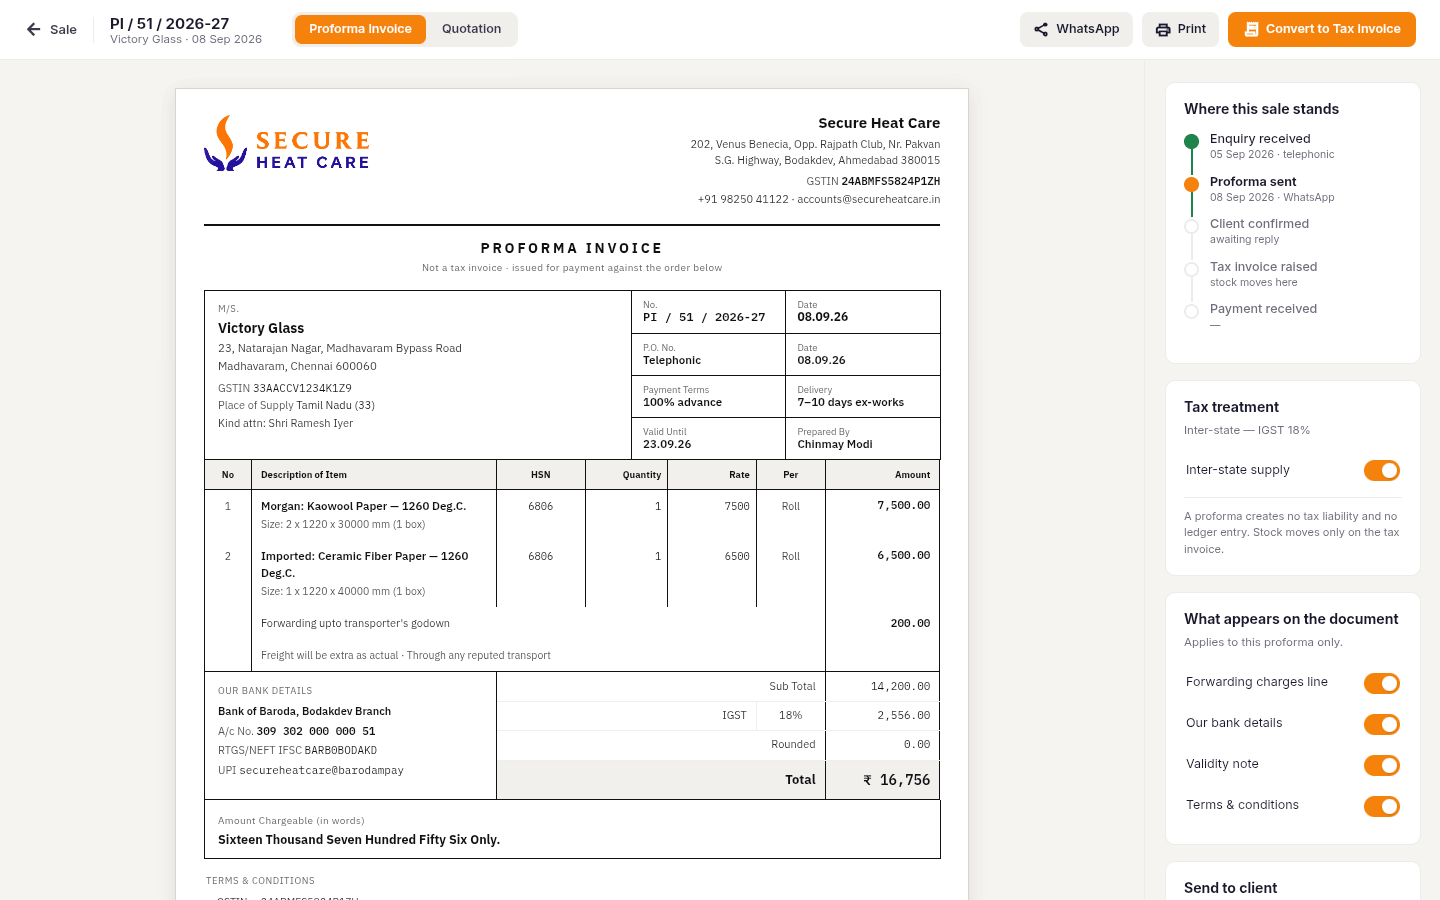 Sale
PI / 51 / 2026-27
Victory Glass · 08 Sep 2026
Proforma Invoice
Quotation
WhatsApp
Print
Convert to Tax Invoice
SECURE
HEAT CARE
Secure Heat Care
202, Venus Benecia, Opp. Rajpath Club, Nr. Pakvan
S.G. Highway, Bodakdev, Ahmedabad 380015
GSTIN 24ABMFS5824P1ZH
+91 98250 41122 · accounts@secureheatcare.in
PROFORMA INVOICE
Not a tax invoice · issued for payment against the order below
M/S.
Victory Glass
23, Natarajan Nagar, Madhavaram Bypass Road
Madhavaram, Chennai 600060
GSTIN 33AACCV1234K1Z9
Place of Supply Tamil Nadu (33)
Kind attn: Shri Ramesh Iyer
No.
PI / 51 / 2026-27
Date
08.09.26
P.O. No.
Telephonic
Date
08.09.26
Payment Terms
100% advance
Delivery
7–10 days ex-works
Valid Until
23.09.26
Prepared By
Chinmay Modi
No Description of Item HSN Quantity Rate Per Amount
1 Morgan: Kaowool Paper — 1260 Deg.C. 6806 1 7500 Roll 7,500.00
Size: 2 x 1220 x 30000 mm (1 box)
2 Imported: Ceramic Fiber Paper — 1260 6806 1 6500 Roll 6,500.00
Deg.C.
Size: 1 x 1220 x 40000 mm (1 box)
Forwarding upto transporter's godown 200.00
Freight will be extra as actual · Through any reputed transport
OUR BANK DETAILS
Bank of Baroda, Bodakdev Branch
A/c No. 309 302 000 000 51
RTGS/NEFT IFSC BARB0BODAKD
UPI secureheatcare@barodampay
Sub Total 14,200.00
IGST 18% 2,556.00
Rounded 0.00
Total ₹ 16,756
Amount Chargeable (in words)
Sixteen Thousand Seven Hundred Fifty Six Only.
TERMS & CONDITIONS
Where this sale stands
Enquiry received
05 Sep 2026 · telephonic
Proforma sent
08 Sep 2026 · WhatsApp
Client confirmed
awaiting reply
Tax invoice raised
stock moves here
Payment received
—
Tax treatment
Inter-state — IGST 18%
Inter-state supply
A proforma creates no tax liability and no
ledger entry. Stock moves only on the tax
invoice.
What appears on the document
Applies to this proforma only.
Forwarding charges line
Our bank details
Validity note
Terms & conditions
Send to client